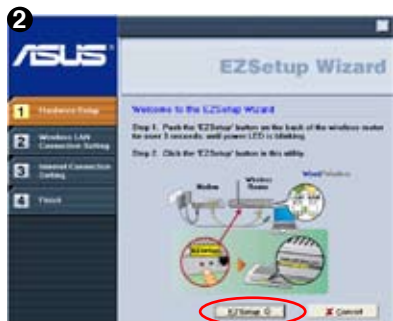 2
ASUS
EZSetup Wizard
1 Hardware Setup
2 Wireless LAN
Connection Setting
3 Internet Connection
Setting
4 Finish
Welcome to the EZSetup Wizard
Step 1. Push the 'EZSetup' button on the back of the wireless router
for over 3 seconds, until power LED is blinking.
Step 2. Click the 'EZSetup' button in this utility.
Modem
Wireless
Router
Wired/Wireless
EZSetup
EZSetup
Cancel